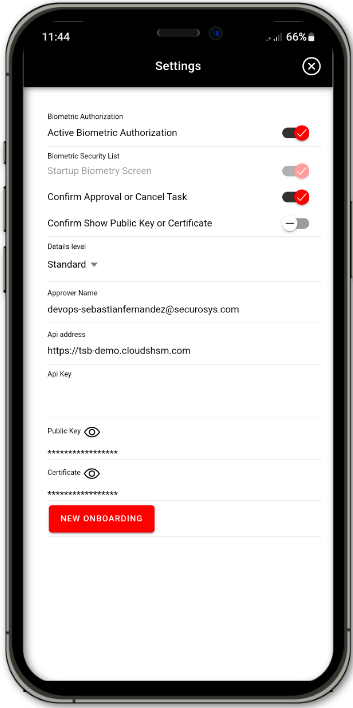 11:44
66%
Settings
Biometric Authorization
Active Biometric Authorization
Biometric Security List
Startup Biometry Screen
Confirm Approval or Cancel Task
Confirm Show Public Key or Certificate
Details level
Standard
Approver Name
devops-sebastianfernandez@securosys.com
Api address
https://tsb-demo.cloudshsm.com
Api Key
Public Key
*****************
Certificate
*****************
NEW ONBOARDING